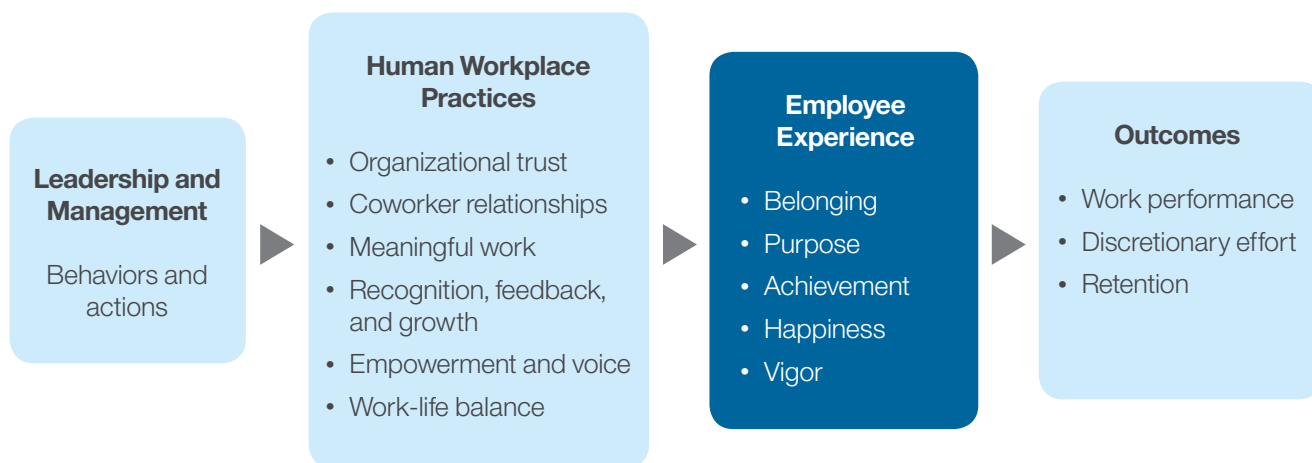 Leadership and
Management
Behaviors and
actions
Human Workplace
Practices
• Organizational trust
• Coworker relationships
• Meaningful work
• Recognition, feedback,
and growth
• Empowerment and voice
• Work-life balance
Employee
Experience
• Belonging
• Purpose
• Achievement
• Happiness
• Vigor
Outcomes
• Work performance
• Discretionary effort
• Retention